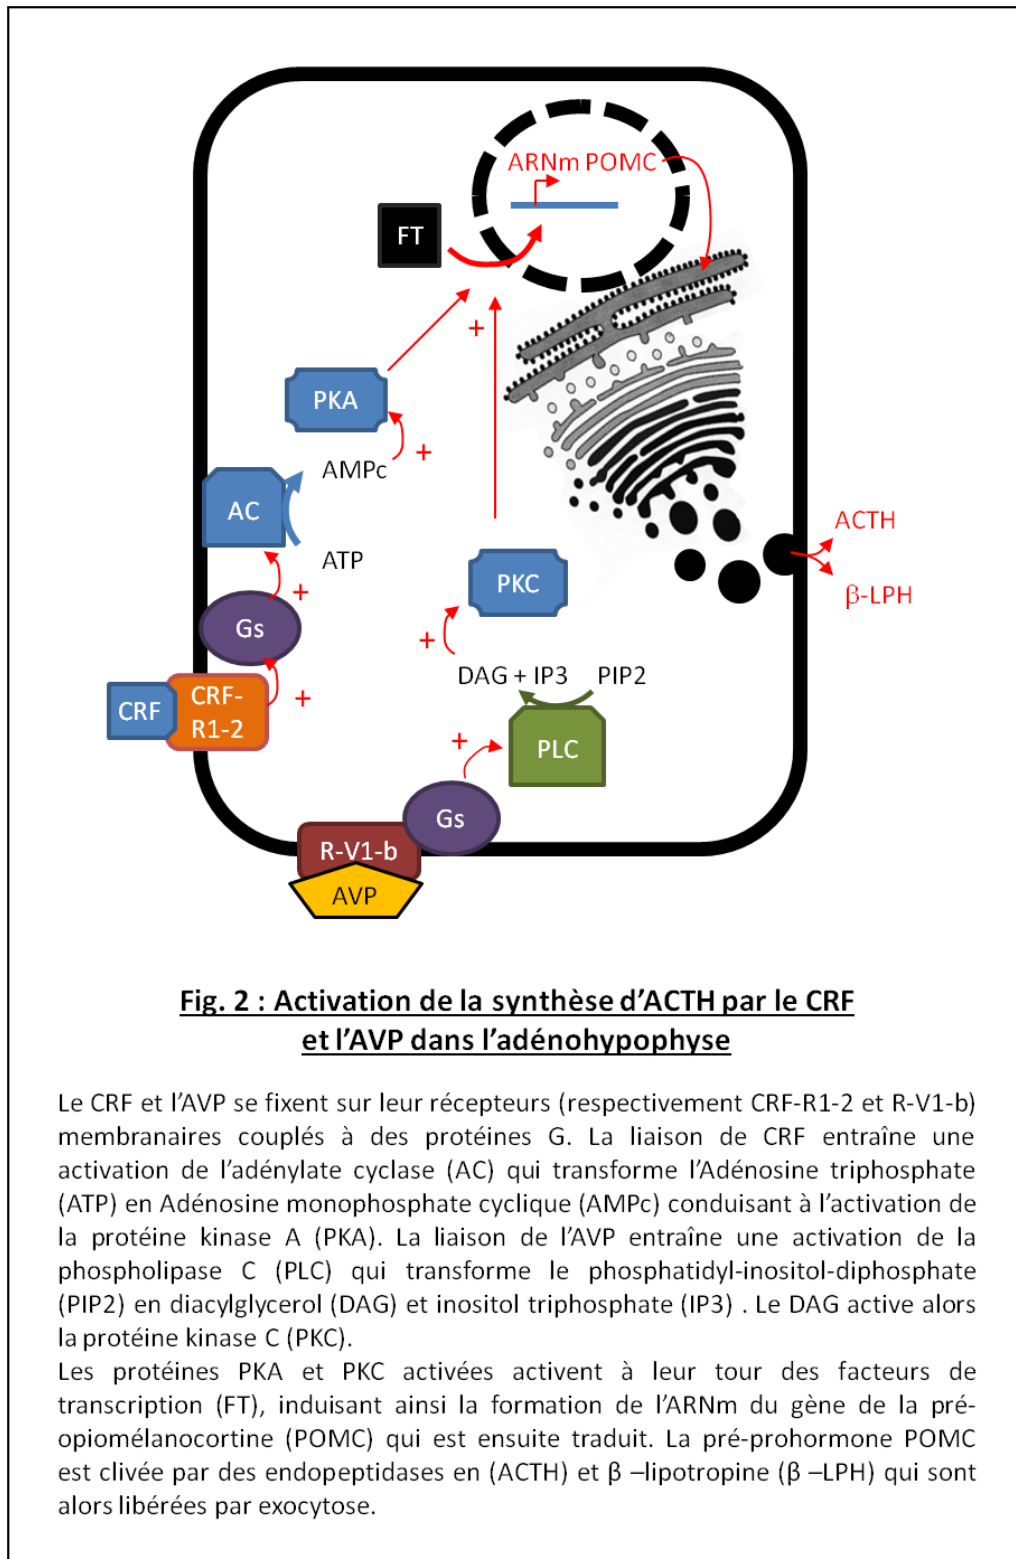 ARNm POMC
FT
+
PKA
+
AMPc
AC
ATP
+
Gs
+
CRF
CRF-
R1-2
ACTH
β-LPH
PKC
+
DAG + IP3
PIP2
+
PLC
Gs
R-V1-b
AVP
Fig. 2 : Activation de la synthèse d’ACTH par le CRF
et l’AVP dans l’adénohypophyse
Le CRF et l’AVP se fixent sur leur récepteurs (respectivement CRF-R1-2 et R-V1-b)
membranaires couplés à des protéines G. La liaison de CRF entraîne une
activation de l’adénylate cyclase (AC) qui transforme l’Adénosine triphosphate
(ATP) en Adénosine monophosphate cyclique (AMPc) conduisant à l’activation de
la protéine kinase A (PKA). La liaison de l’AVP entraîne une activation de la
phospholipase C (PLC) qui transforme le phosphatidyl-inositol-diphosphate
(PIP2) en diacylglycerol (DAG) et inositol triphosphate (IP3) . Le DAG active alors
la protéine kinase C (PKC).
Les protéines PKA et PKC activées activent à leur tour des facteurs de
transcription (FT), induisant ainsi la formation de l’ARNm du gène de la pré-
opiomélanocortine (POMC) qui est ensuite traduit. La pré-prohormone POMC
est clivée par des endopeptidases en (ACTH) et β –lipotropine (β –LPH) qui sont
alors libérées par exocytose.